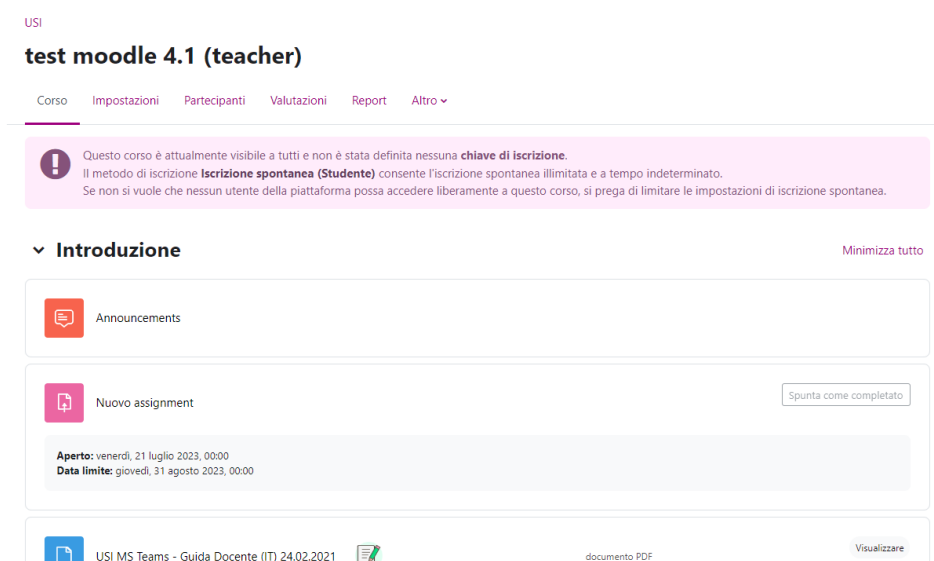 USI
test moodle 4.1 (teacher)
Corso Impostazioni Partecipanti Valutazioni Report Altro
Questo corso è attualmente visibile a tutti e non è stata definita nessuna chiave di iscrizione.
Il metodo di iscrizione Iscrizione spontanea (Studente) consente l'iscrizione spontanea illimitata e a tempo indeterminato.
Se non si vuole che nessun utente della piattaforma possa accedere liberamente a questo corso, si prega di limitare le impostazioni di iscrizione spontanea.
Introduzione Minimizza tutto
Announcements
Nuovo assignment Spunta come completato
Aperto: venerdì, 21 luglio 2023, 00:00
Data limite: giovedì, 31 agosto 2023, 00:00
USI MS Teams - Guida Docente (IT) 24.02.2021 documento PDF Visualizzare